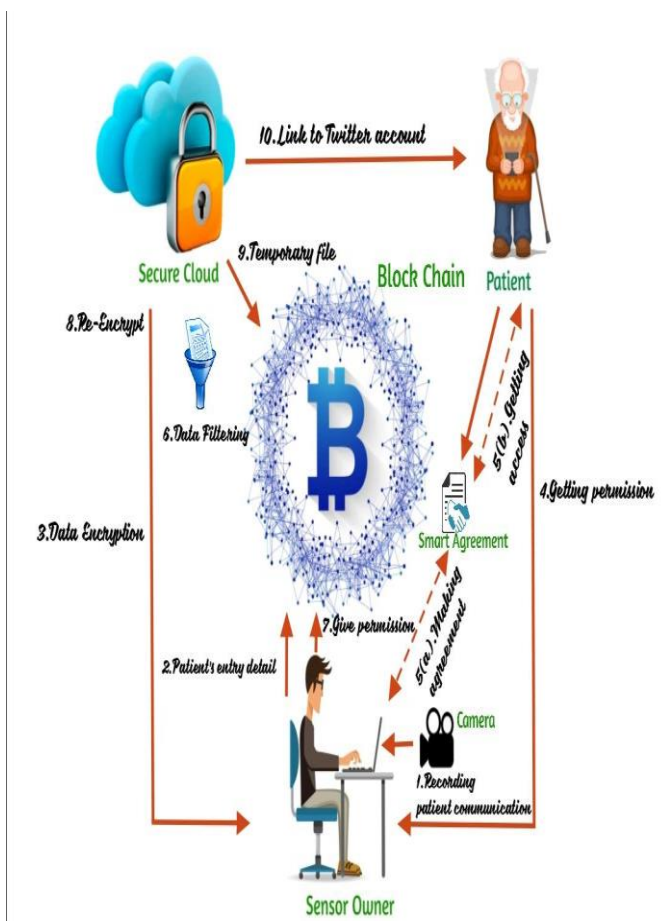 10.Link to Twitter account
9.Temporary file
Secure Cloud
Block Chain
Patient
8.Re-Encrypt
5(b).Getting
access
6.Data Filtering
4.Getting permission
3.Data Encryption
Smart Agreement
7.Give permission
5(a).Making
agreement
2.Patient's entry detail
Camera
1.Recording
patient communication
Sensor Owner